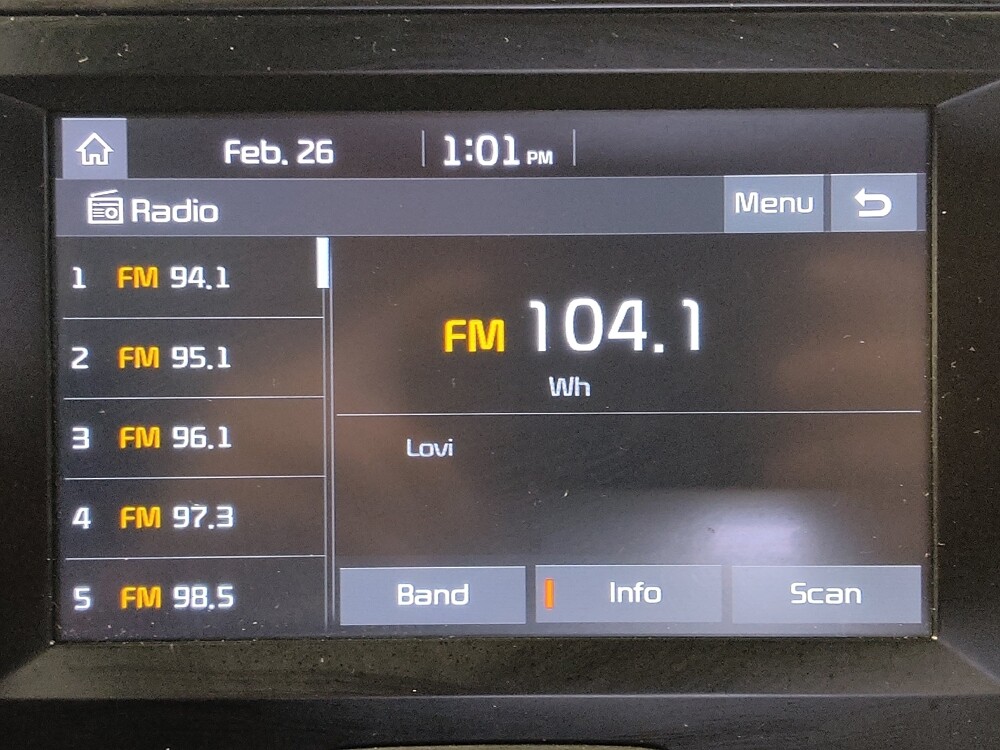 Feb. 26 1:01 PM
Radio Menu
1 FM 94.1
2 FM 95.1
3 FM 96.1
4 FM 97.3
5 FM 98.5
FM 104.1
Wh
Lovi
Band Info Scan